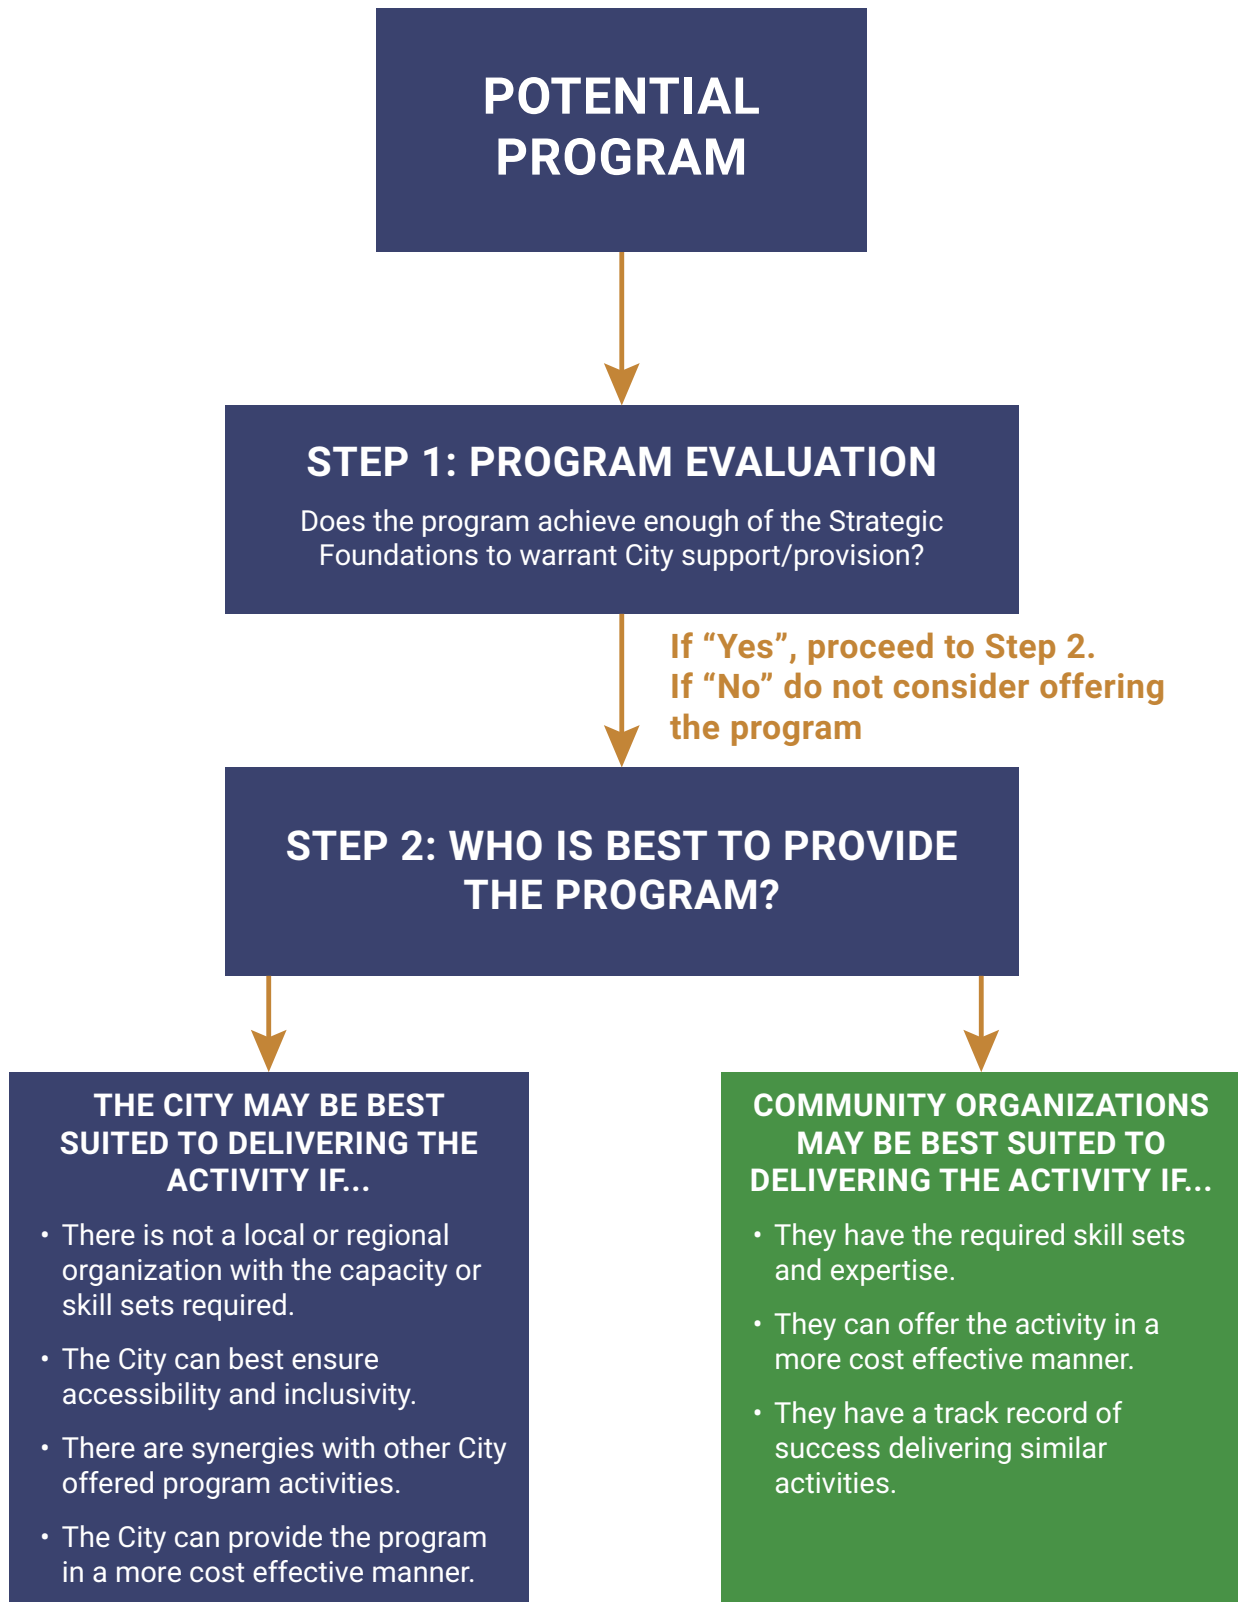 POTENTIAL
PROGRAM
STEP 1: PROGRAM EVALUATION
Does the program achieve enough of the Strategic
Foundations to warrant City support/provision?
If “Yes”, proceed to Step 2.
If “No” do not consider offering
the program
STEP 2: WHO IS BEST TO PROVIDE
THE PROGRAM?
THE CITY MAY BE BEST
SUITED TO DELIVERING THE
ACTIVITY IF...
• There is not a local or regional
organization with the capacity or
skill sets required.
• The City can best ensure
accessibility and inclusivity.
• There are synergies with other City
offered program activities.
• The City can provide the program
in a more cost effective manner.
COMMUNITY ORGANIZATIONS
MAY BE BEST SUITED TO
DELIVERING THE ACTIVITY IF...
• They have the required skill sets
and expertise.
• They can offer the activity in a
more cost effective manner.
• They have a track record of
success delivering similar
activities.